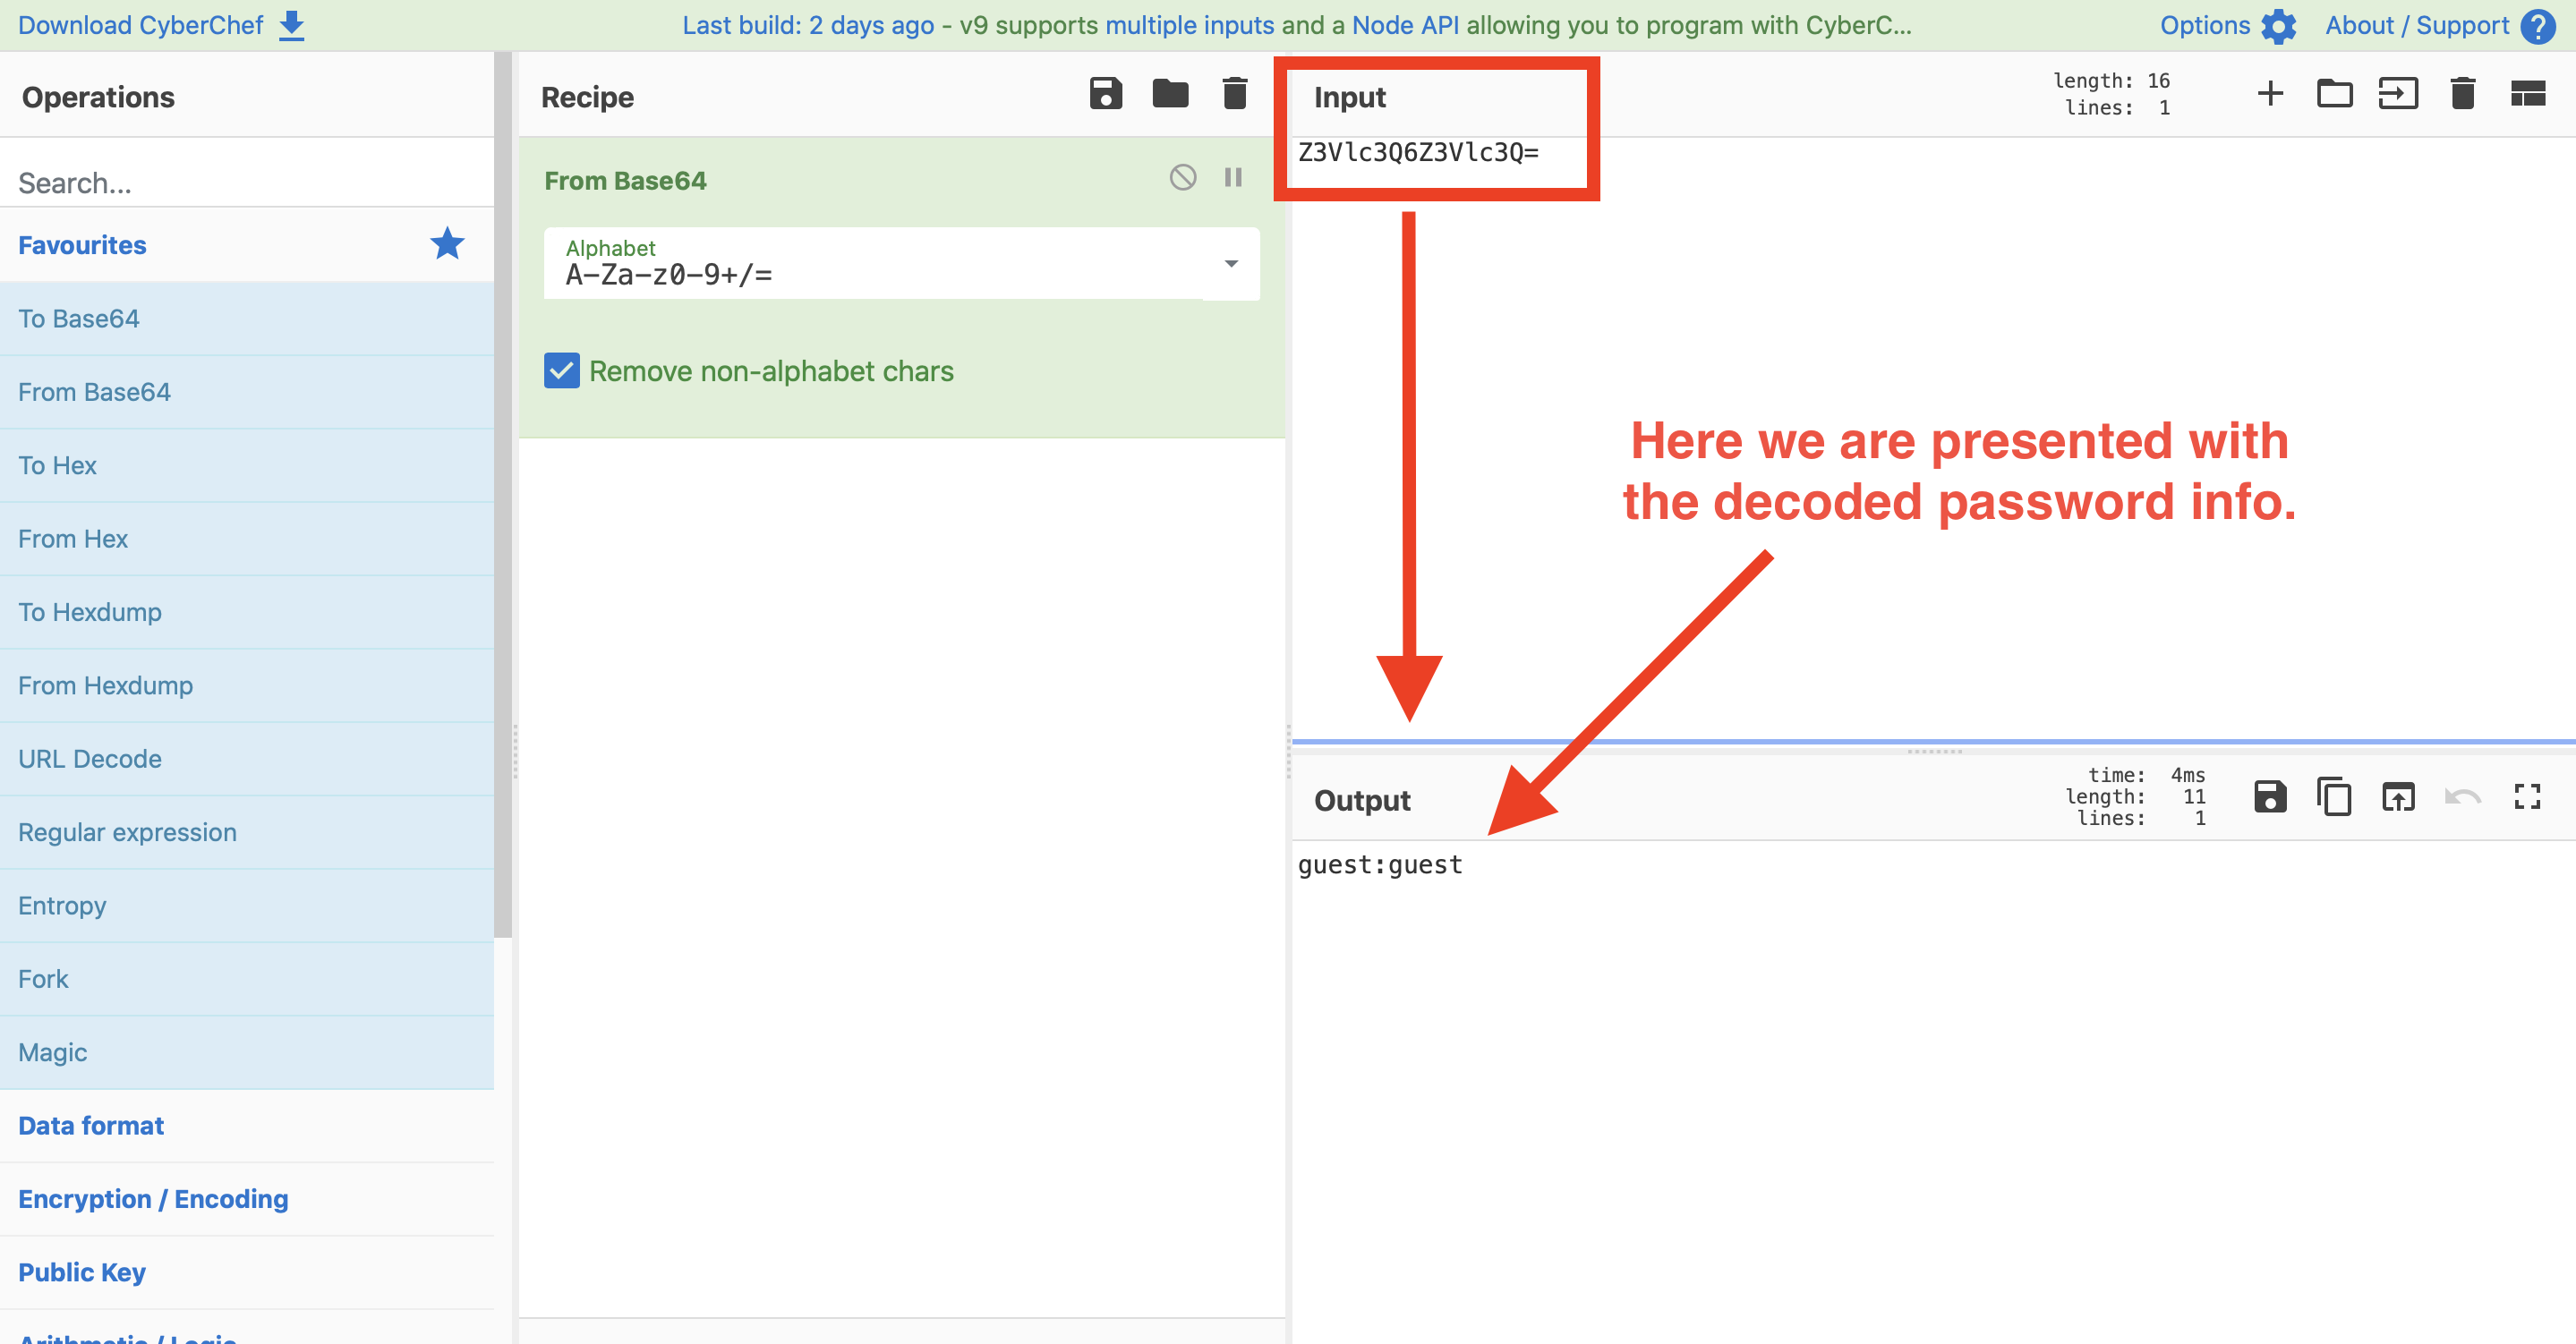 Download CyberChef
Last build: 2 days ago - v9 supports multiple inputs and a Node API allowing you to program with CyberC...
Options
About / Support
Operations
Search...
Favourites
To Base64
From Base64
To Hex
From Hex
To Hexdump
From Hexdump
URL Decode
Regular expression
Entropy
Fork
Magic
Data format
Encryption / Encoding
Public Key
Arithmetic / Logic
Recipe
From Base64
Alphabet
A-Za-z0-9+/=
Remove non-alphabet chars
Input
length: 16
lines: 1
Z3Vlc3Q6Z3Vlc3Q=
Here we are presented with
the decoded password info.
Output
time: 4ms
length: 11
lines: 1
guest:guest